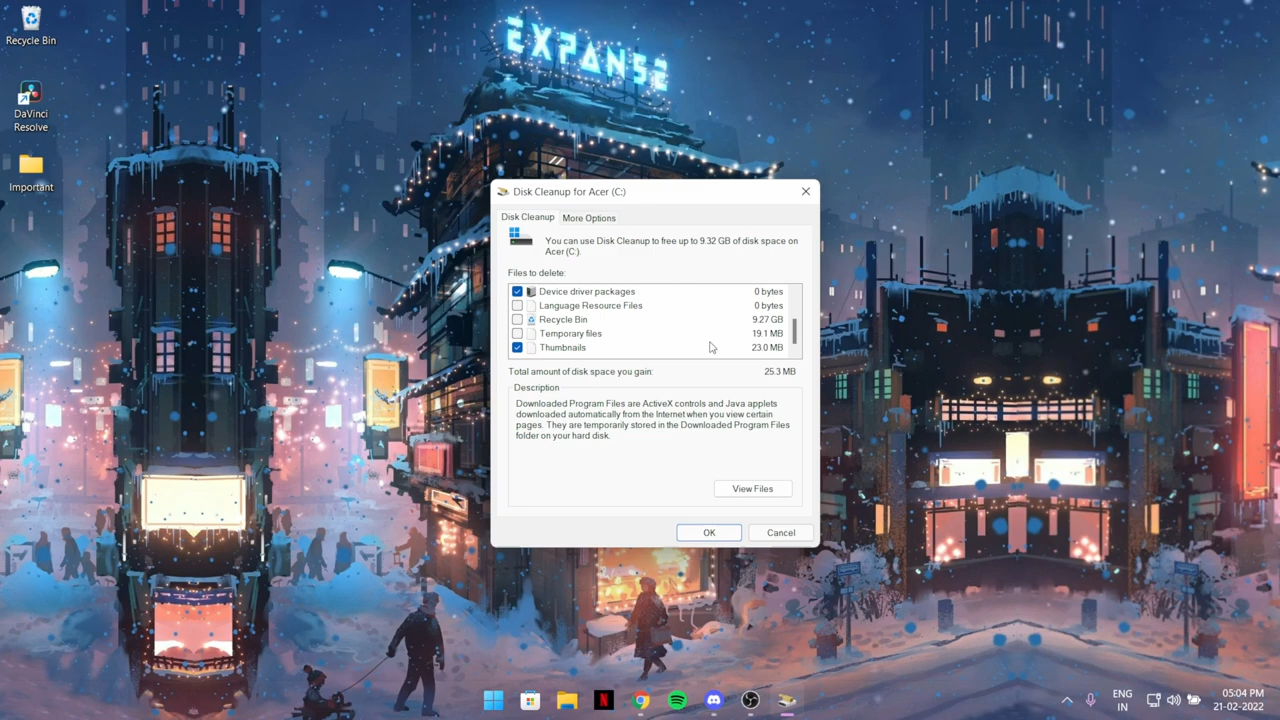 Recycle Bin
DaVinci
Resolve
Important
EXPANSE
Disk Cleanup for Acer (C:)
Disk Cleanup
More Options
You can use Disk Cleanup to free up to 9.32 GB of disk space on
Acer (C:).
Files to delete:
Device driver packages 0 bytes
Language Resource Files 0 bytes
Recycle Bin 9.27 GB
Temporary files 19.1 MB
Thumbnails 23.0 MB
Total amount of disk space you gain: 25.3 MB
Description
Downloaded Program Files are ActiveX controls and Java applets
downloaded automatically from the Internet when you view certain
pages. They are temporarily stored in the Downloaded Program Files
folder on your hard disk.
View Files
OK
Cancel
N
ENG
IN
05:04 PM
21-02-2022